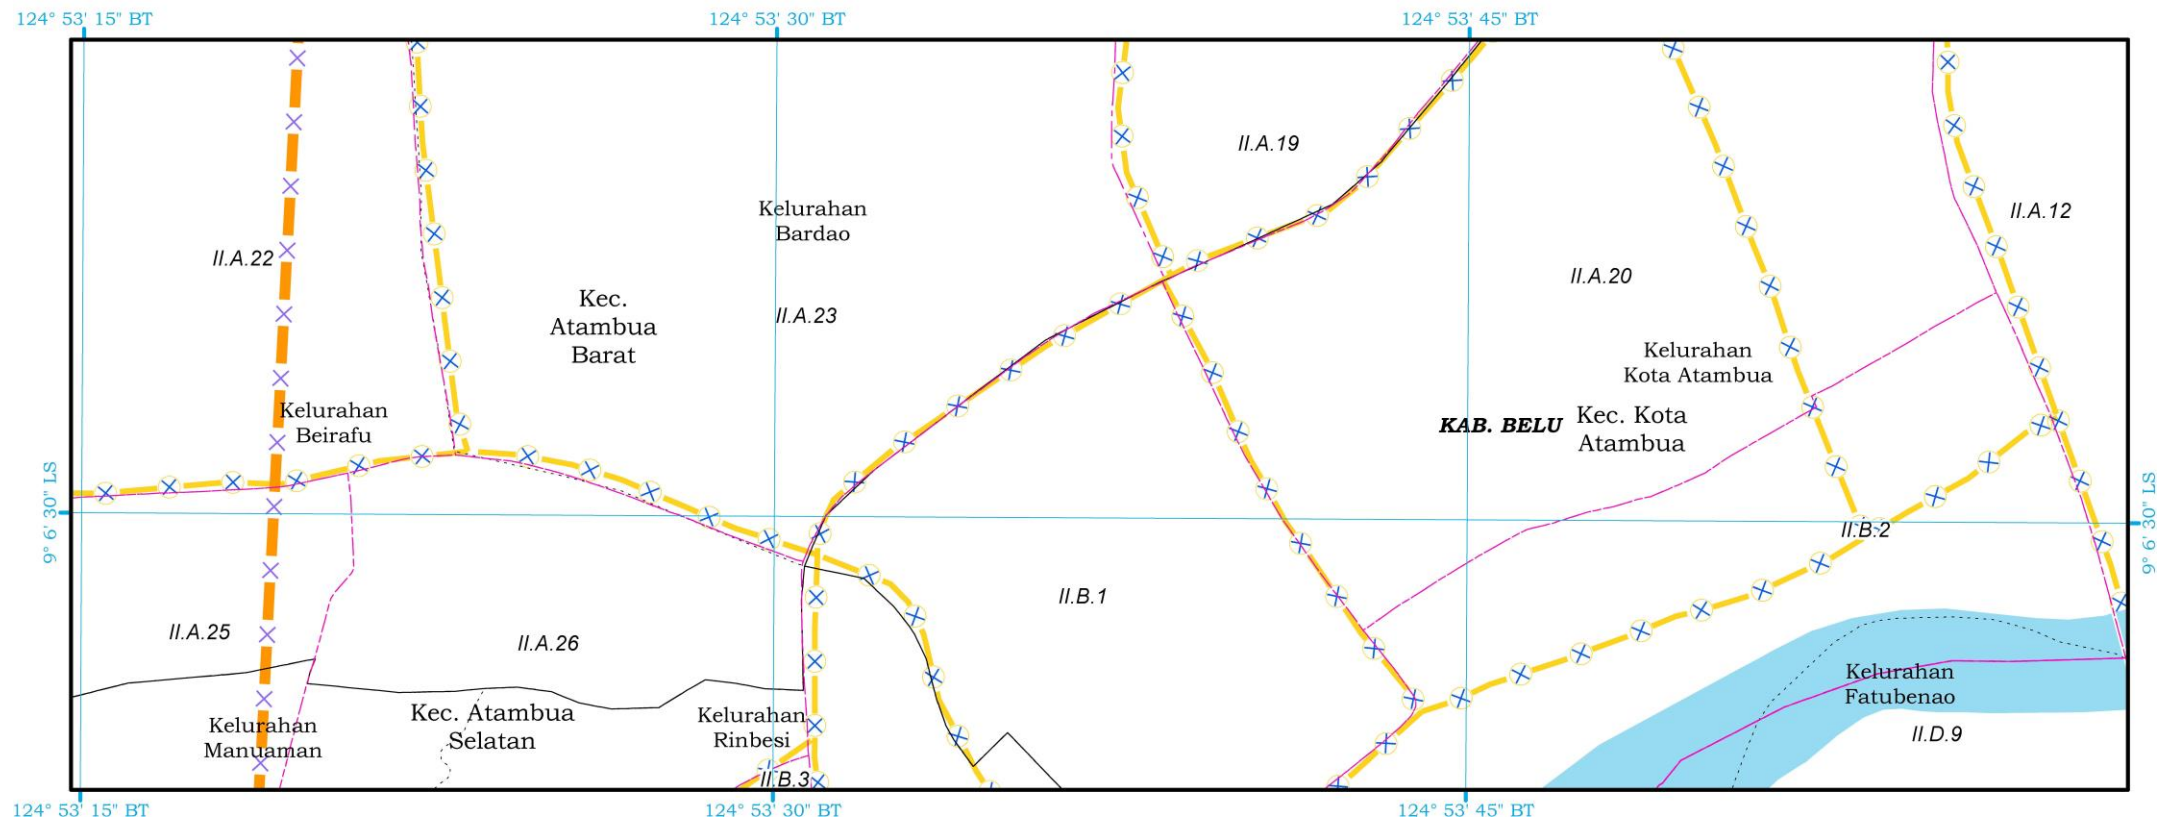 124° 53' 15" BT
124° 53' 30" BT
124° 53' 45" BT
II.A.19
Kelurahan
Bardao
II.A.12
II.A.22
II.A.20
Kec.
Atambua
Barat
II.A.23
Kelurahan
Kota Atambua
Kelurahan
Beirafu
KAB. BELU
Kec. Kota
Atambua
9° 6' 30" LS
9° 6' 30" LS
II.B.2
II.B.1
II.A.25
II.A.26
Kelurahan
Fatubenao
Kec. Atambua
Selatan
Kelurahan
Rinbesi
Kelurahan
Manuaman
II.D.9
II.B.3
124° 53' 15" BT
124° 53' 30" BT
124° 53' 45" BT